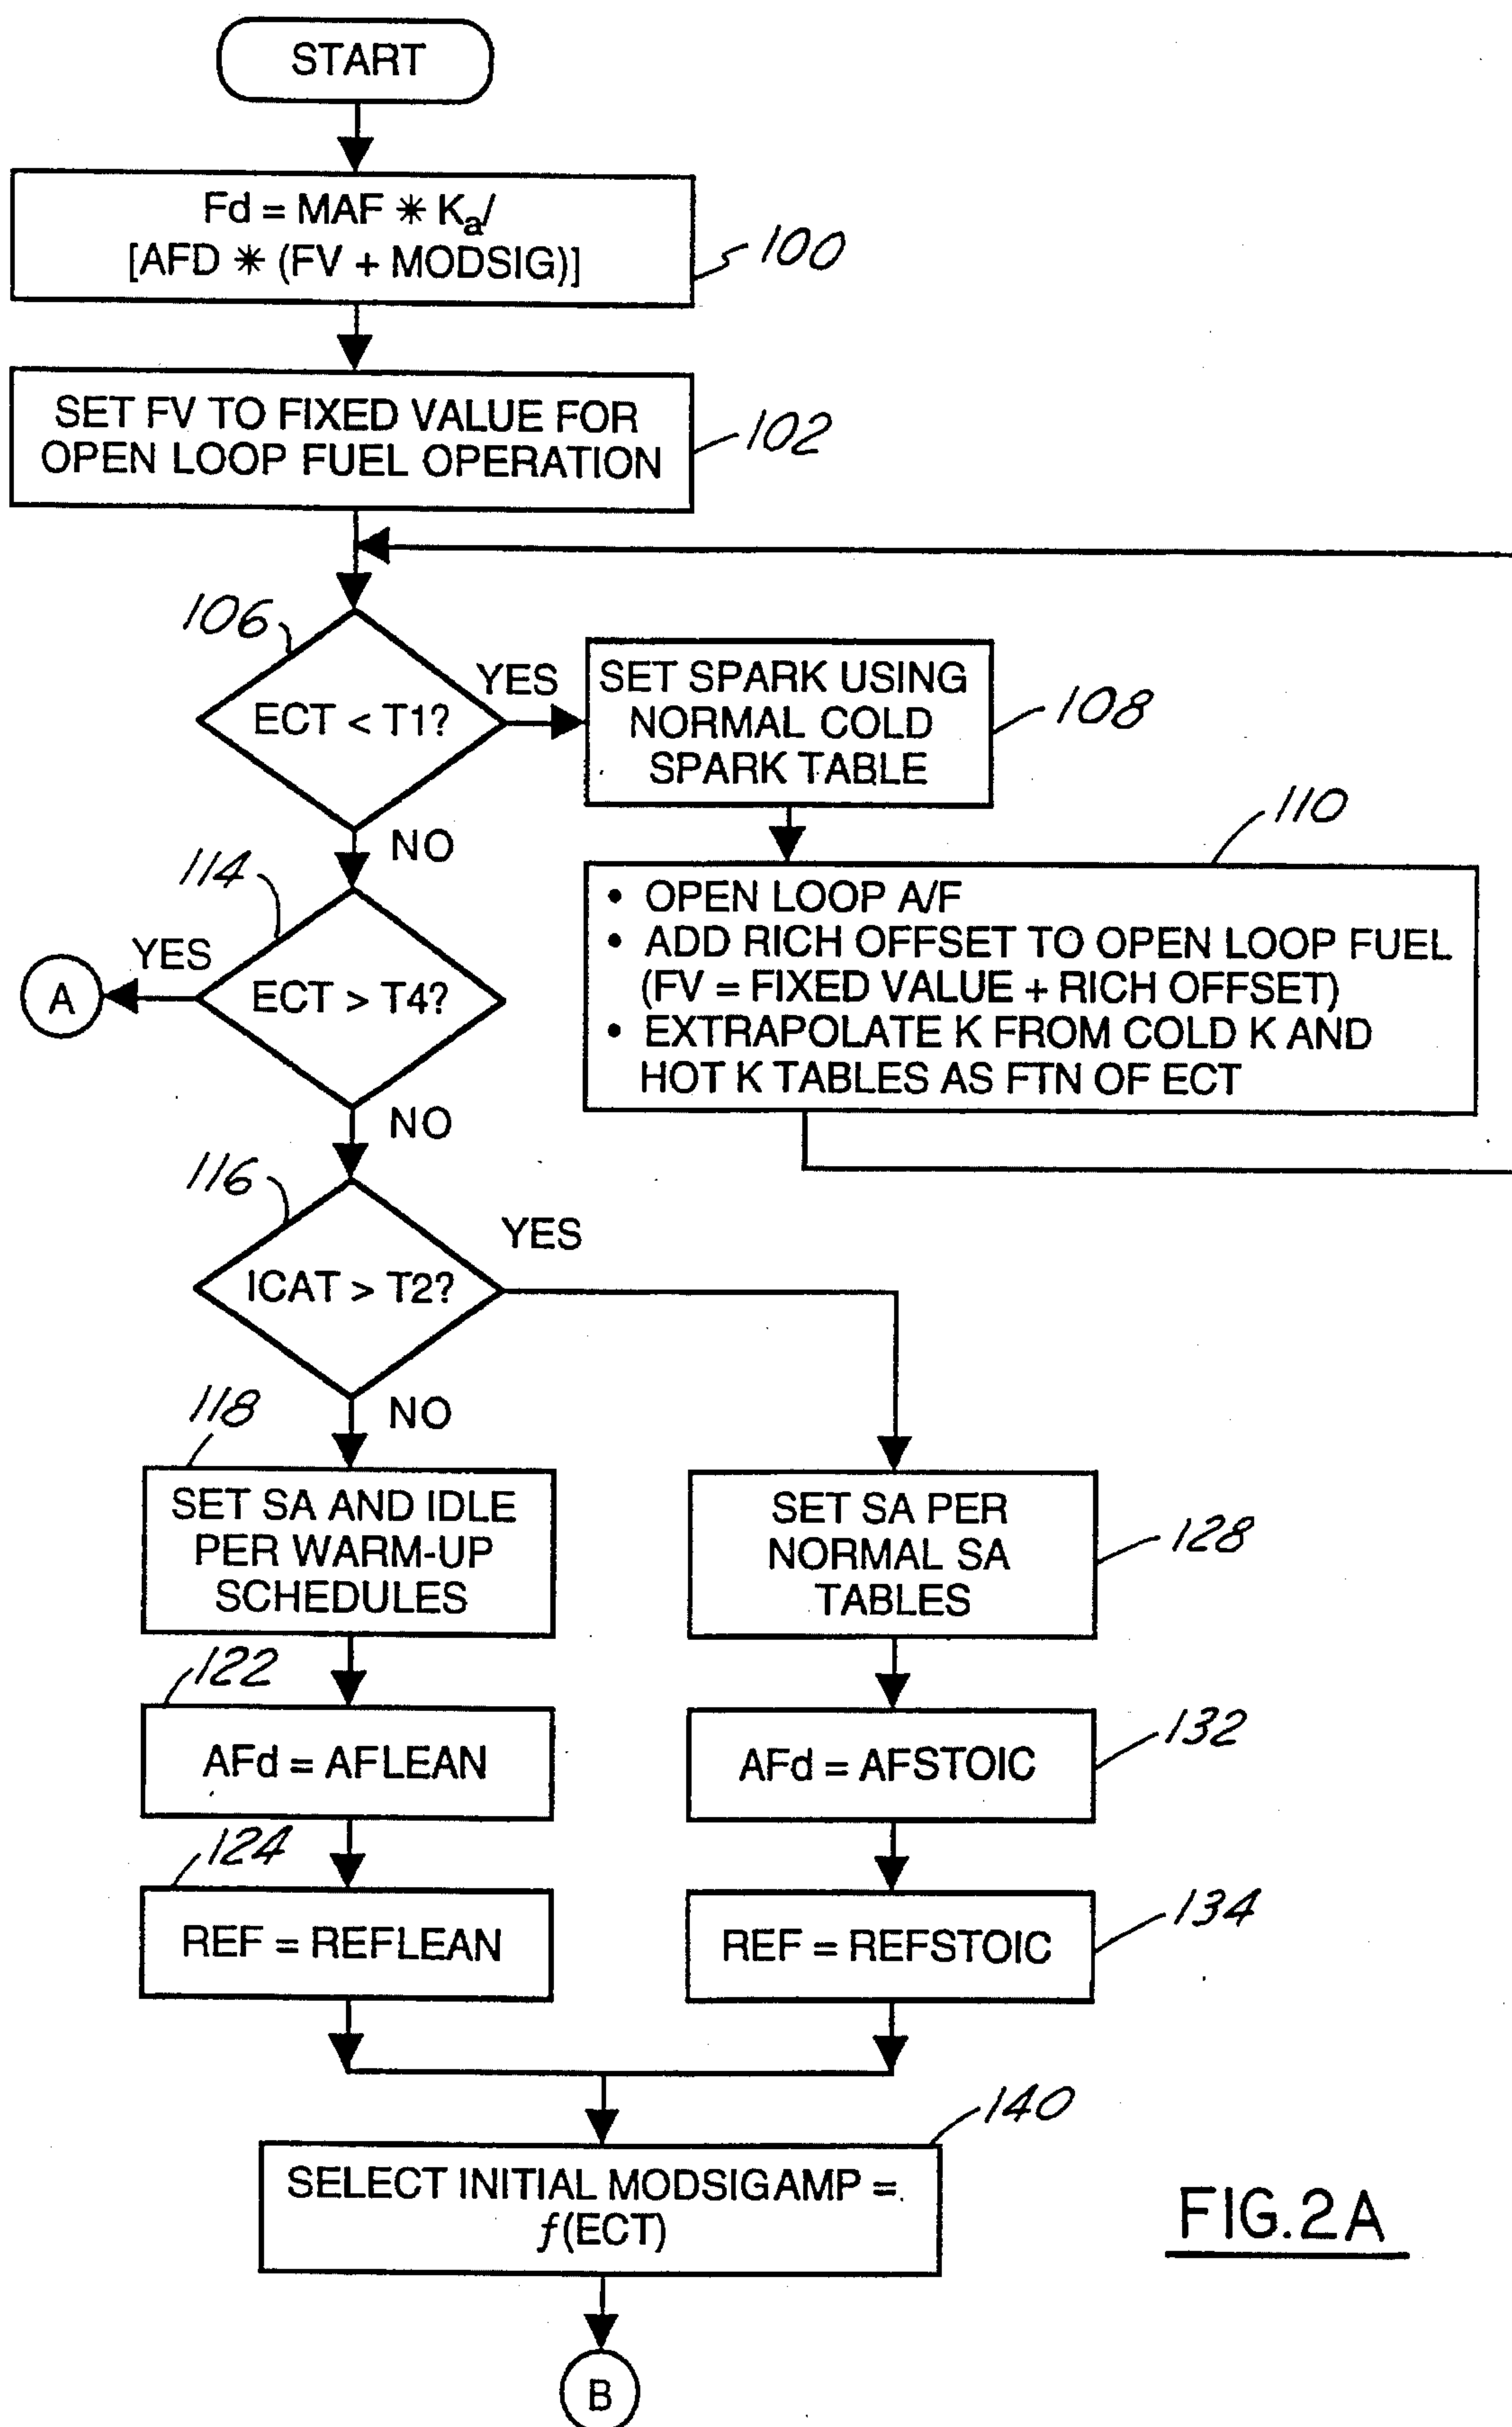 START
Fd = MAF * Ka/
[AFD * (FV + MODSIG)]
100
SET FV TO FIXED VALUE FOR
OPEN LOOP FUEL OPERATION
102
106
ECT < T1?
YES
SET SPARK USING
NORMAL COLD
SPARK TABLE
108
NO
110
• OPEN LOOP A/F
• ADD RICH OFFSET TO OPEN LOOP FUEL
(FV = FIXED VALUE + RICH OFFSET)
• EXTRAPOLATE K FROM COLD K AND
HOT K TABLES AS FTN OF ECT
114
YES
A
ECT > T4?
NO
116
YES
ICAT > T2?
NO
118
SET SA AND IDLE
PER WARM-UP
SCHEDULES
SET SA PER
NORMAL SA
TABLES
128
122
AFd = AFLEAN
AFd = AFSTOIC
132
124
REF = REFLEAN
REF = REFSTOIC
134
140
SELECT INITIAL MODSIGAMP =
f(ECT)
FIG.2A
B